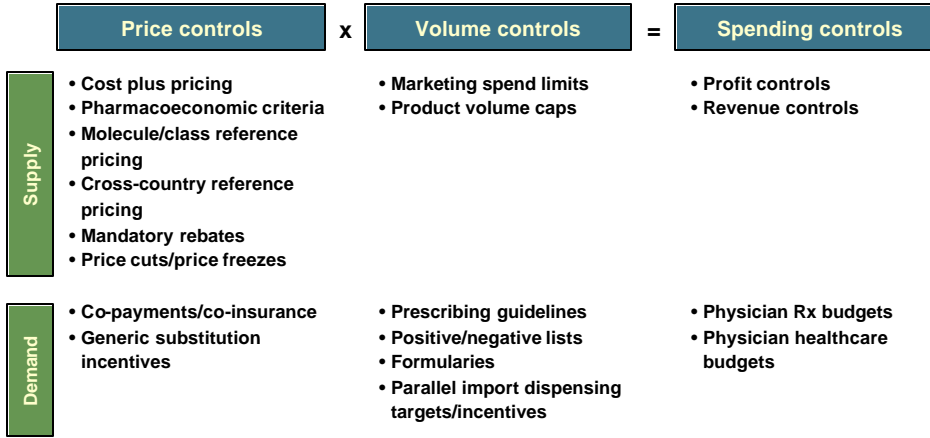 Price controls x Volume controls = Spending controls
Supply
• Cost plus pricing
• Pharmacoeconomic criteria
• Molecule/class reference
pricing
• Cross-country reference
pricing
• Mandatory rebates
• Price cuts/price freezes
• Marketing spend limits
• Product volume caps
• Profit controls
• Revenue controls
Demand
• Co-payments/co-insurance
• Generic substitution
incentives
• Prescribing guidelines
• Positive/negative lists
• Formularies
• Parallel import dispensing
targets/incentives
• Physician Rx budgets
• Physician healthcare
budgets